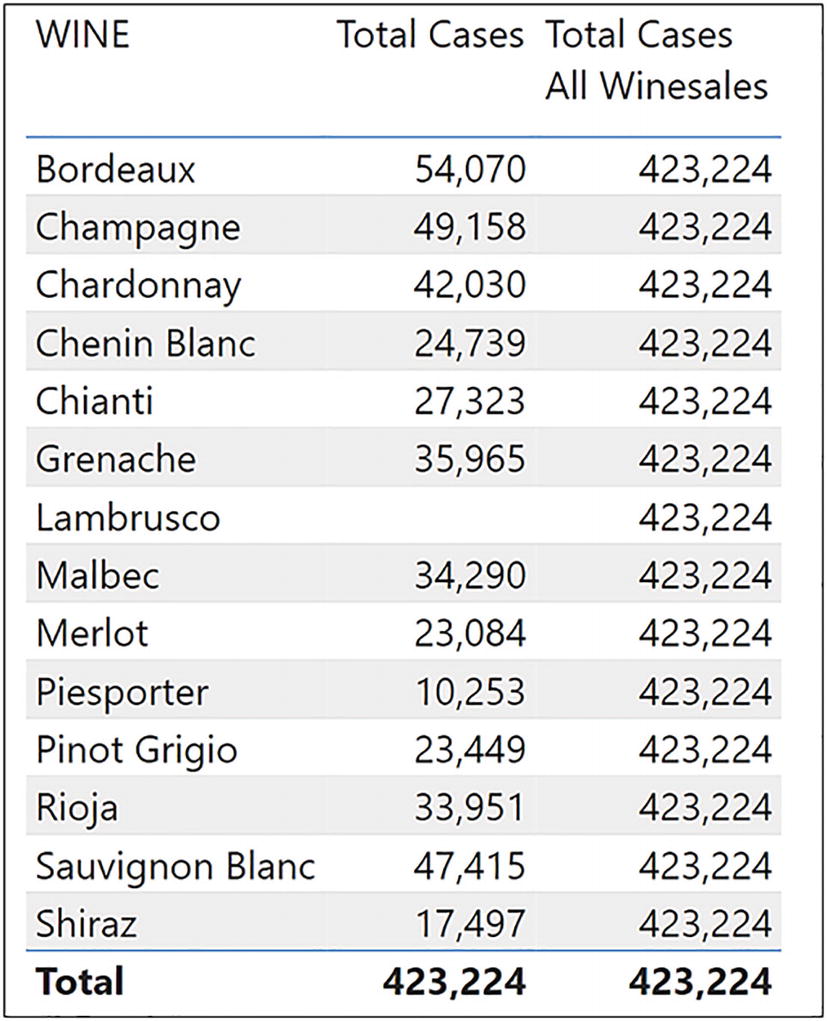 WINE Total Cases Total Cases
All Winesales
Bordeaux 54,070 423,224
Champagne 49,158 423,224
Chardonnay 42,030 423,224
Chenin Blanc 24,739 423,224
Chianti 27,323 423,224
Grenache 35,965 423,224
Lambrusco 423,224
Malbec 34,290 423,224
Merlot 23,084 423,224
Piesporter 10,253 423,224
Pinot Grigio 23,449 423,224
Rioja 33,951 423,224
Sauvignon Blanc 47,415 423,224
Shiraz 17,497 423,224
Total 423,224 423,224